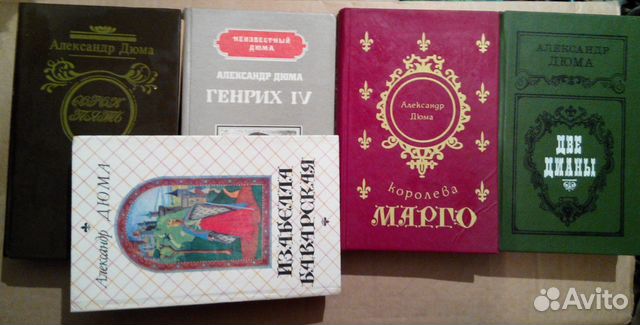 Александр Дюма
СОРОК
ПЯТЬ
НЕИЗВЕСТНЫЙ
ДЮМА
АЛЕКСАНДР ДЮМА
ГЕНРИХ IV
Александр
Дюма
королева
МАРГО
АЛЕКСАНДР
ДЮМА
ДВЕ
ДИАНЫ
Александр ДЮМА
ИЗАБЕЛЛА
БАВАРСКАЯ
Avito